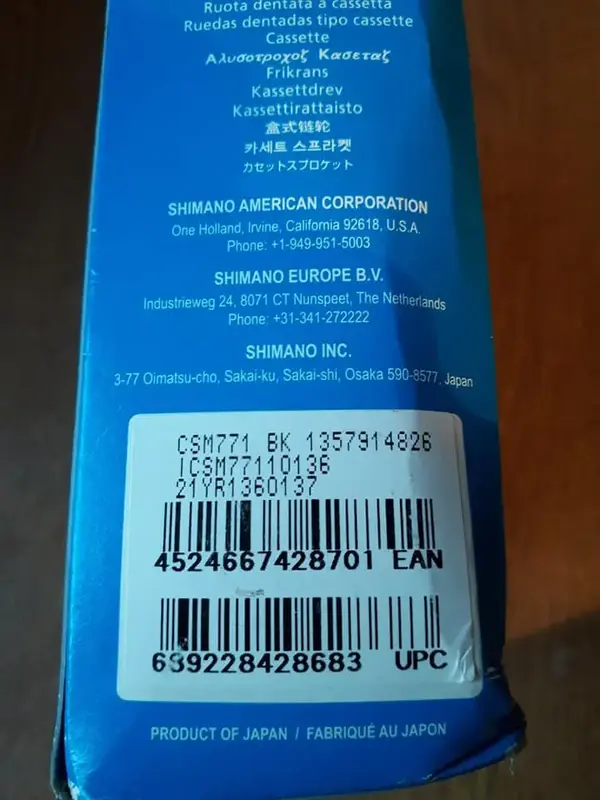 Ruota dentata a cassetta
Ruedas dentadas tipo cassette
Cassette
Αλυσοτροχοζ Κασεταζ
Frikrans
Kassettdrev
Kassettirattaisto
盒式链轮
카세트 스프라켓
カセットスプロケット
SHIMANO AMERICAN CORPORATION
One Holland, Irvine, California 92618, U.S.A.
Phone: +1-949-951-5003
SHIMANO EUROPE B.V.
Industrieweg 24, 8071 CT Nunspeet, The Netherlands
Phone: +31-341-272222
SHIMANO INC.
3-77 Oimatsu-cho, Sakai-ku, Sakai-shi, Osaka 590-8577, Japan
CSM771 BK 1357914826
ICSM77110136
21YR1360137
4524667428701 EAN
689228428683 UPC
PRODUCT OF JAPAN / FABRIQUÉ AU JAPON